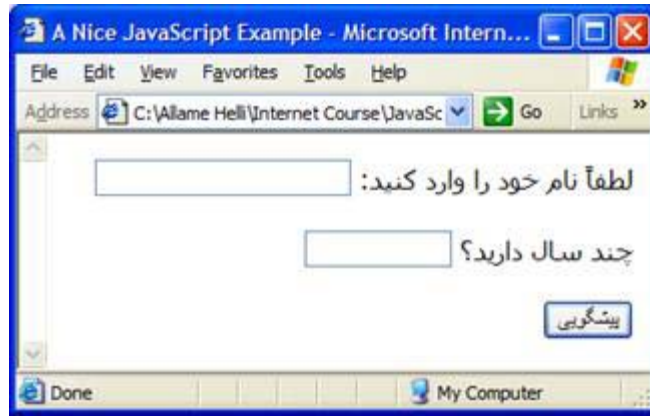 A Nice JavaScript Example - Microsoft Intern...
File Edit View Favorites Tools Help
Address C:\Allame Helli\Internet Course\JavaSc Go Links »
لطفاً نام خود را وارد کنید:
چند سال دارید؟
پیشگویی
Done My Computer